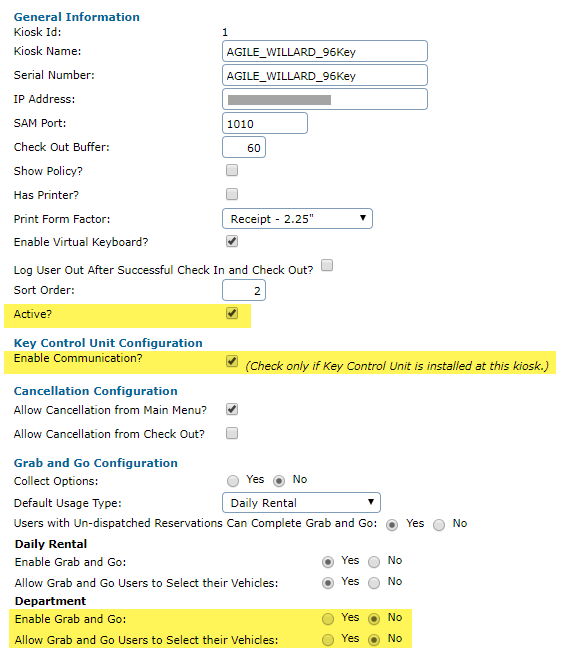 General Information
Kiosk Id: 1
Kiosk Name: AGILE_WILLARD_96Key
Serial Number: AGILE_WILLARD_96Key
IP Address:
SAM Port: 1010
Check Out Buffer: 60
Show Policy?
Has Printer?
Print Form Factor: Receipt - 2.25"
Enable Virtual Keyboard?
Log User Out After Successful Check In and Check Out?
Sort Order: 2
Active?
Key Control Unit Configuration
Enable Communication? (Check only if Key Control Unit is installed at this kiosk.)
Cancellation Configuration
Allow Cancellation from Main Menu?
Allow Cancellation from Check Out?
Grab and Go Configuration
Collect Options: Yes No
Default Usage Type: Daily Rental
Users with Un-dispatched Reservations Can Complete Grab and Go: Yes No
Daily Rental
Enable Grab and Go: Yes No
Allow Grab and Go Users to Select their Vehicles: Yes No
Department
Enable Grab and Go: Yes No
Allow Grab and Go Users to Select their Vehicles: Yes No